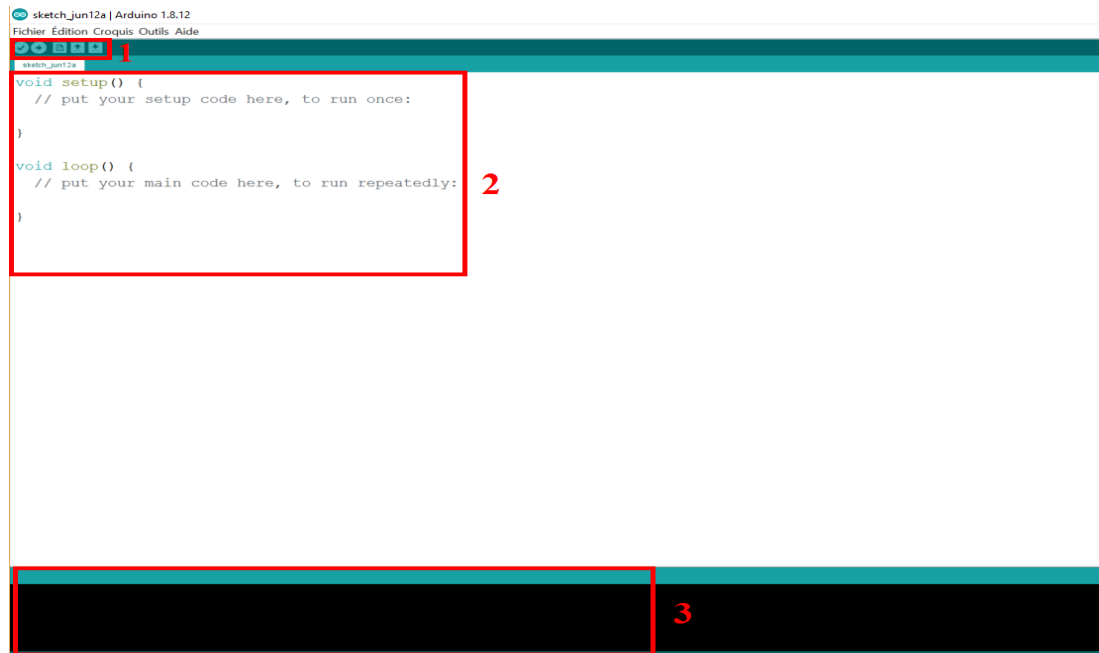 sketch_jun12a | Arduino 1.8.12
Fichier Édition Croquis Outils Aide
1
sketch_jun12a
void setup() {
// put your setup code here, to run once:
}
void loop() {
// put your main code here, to run repeatedly:
2
}
3